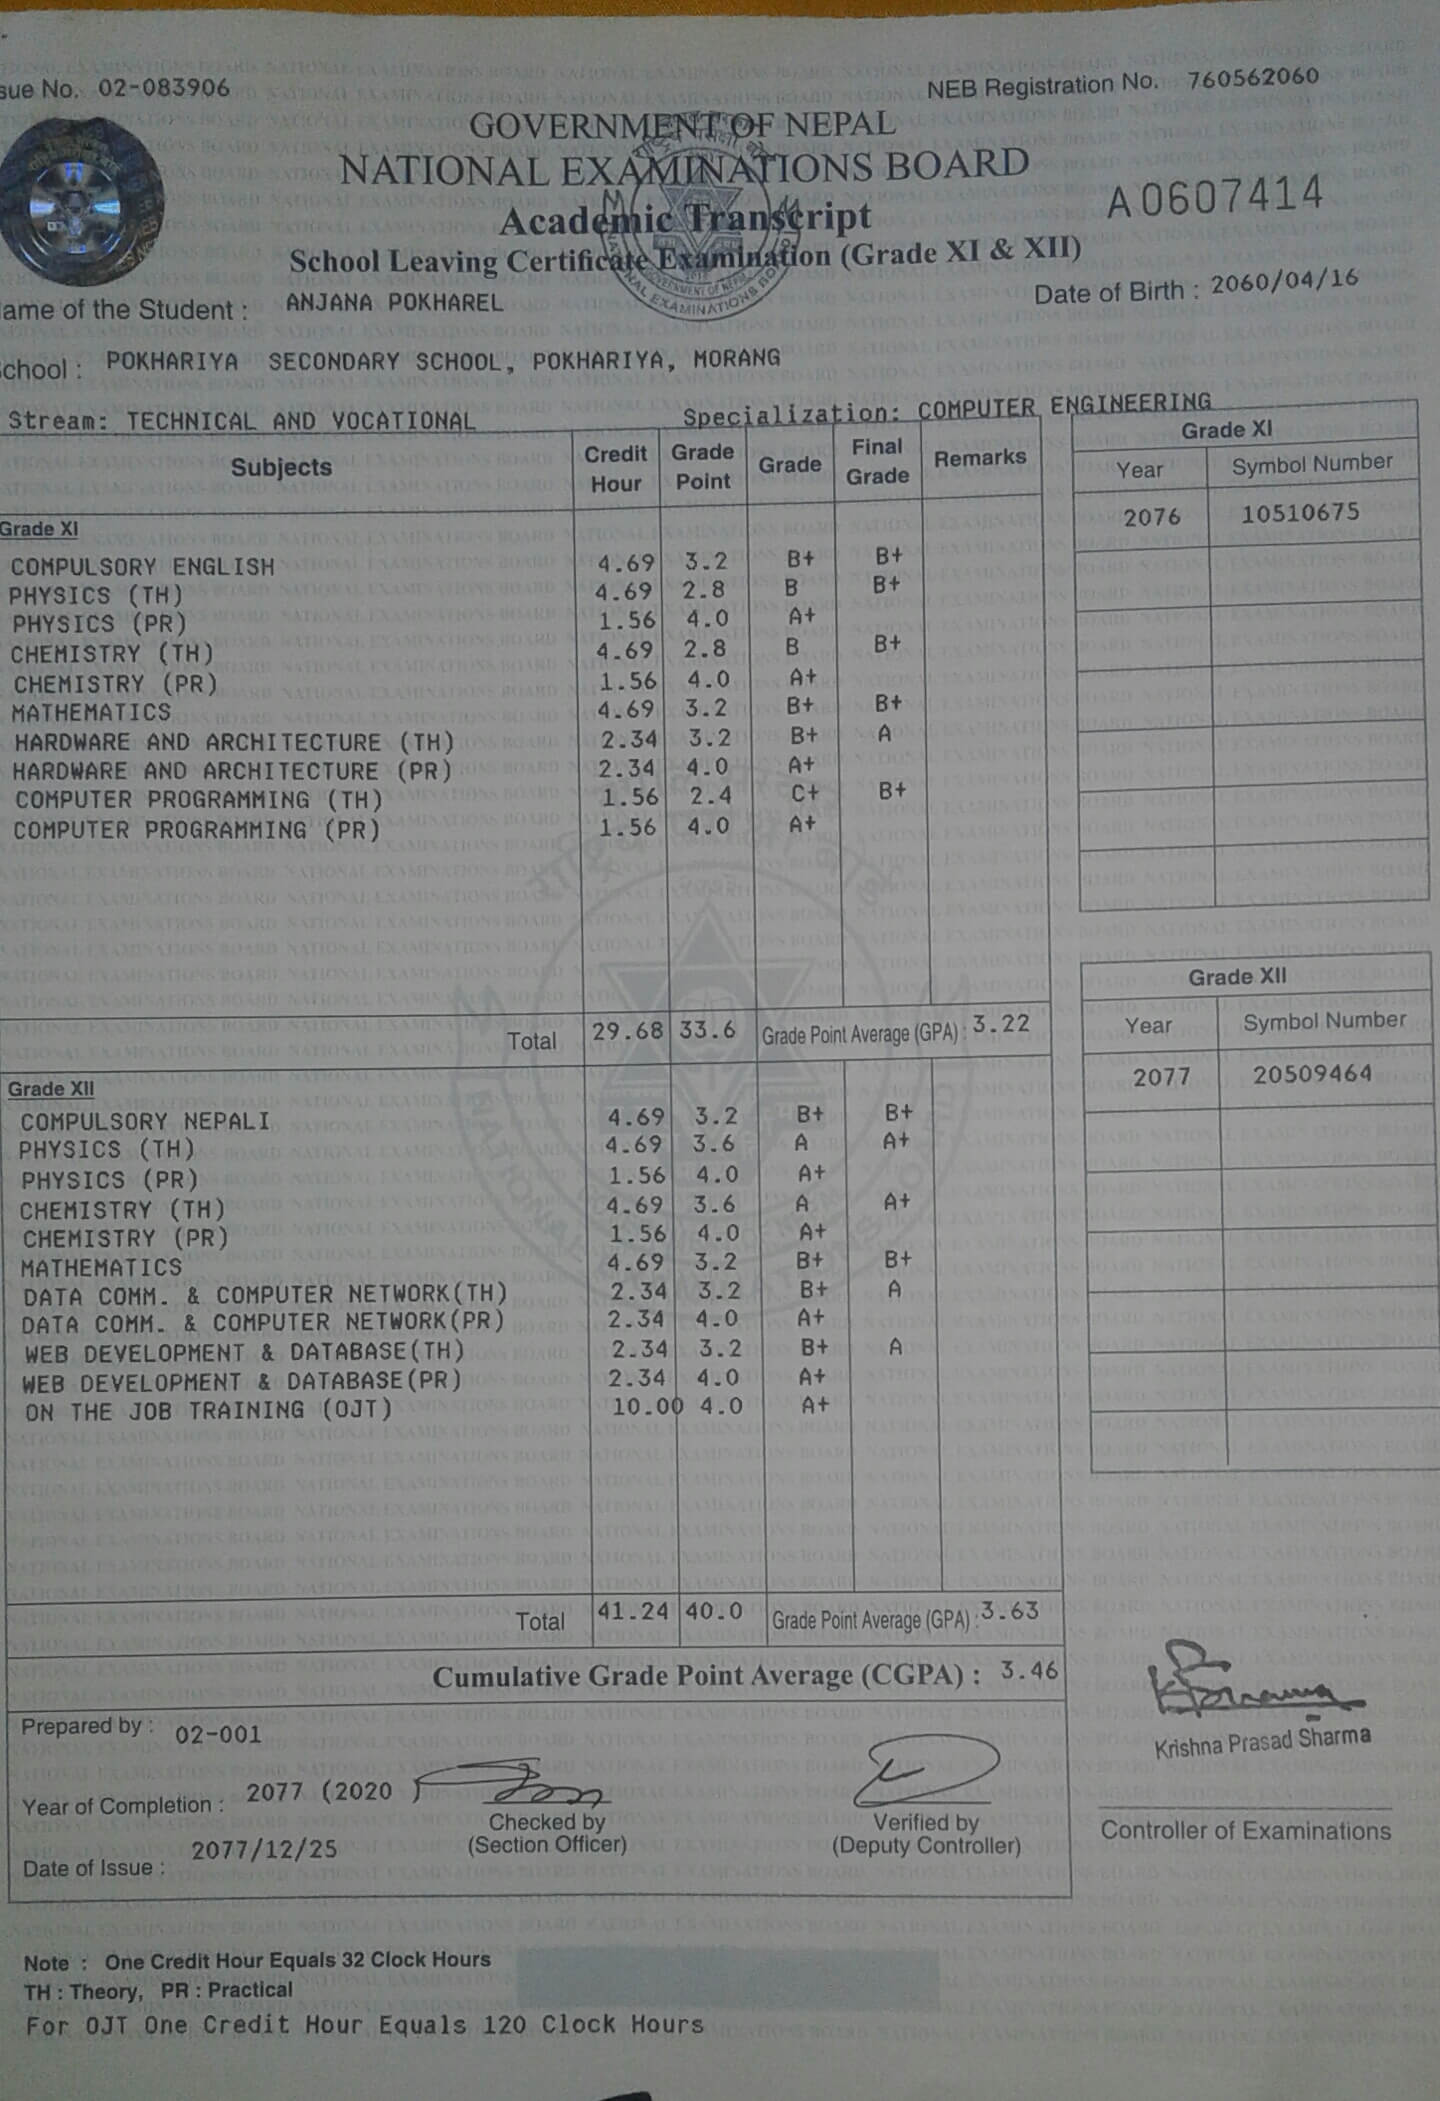 sue No. 02-083906
NEB Registration No. 760562060
GOVERNMENT OF NEPAL
NATIONAL EXAMINATIONS BOARD
A0607414
Academic Transcript
School Leaving Certificate Examination (Grade XI & XII)
ame of the Student : ANJANA POKHAREL
Date of Birth : 2060/04/16
chool : POKHARIYA SECONDARY SCHOOL, POKHARIYA, MORANG
Stream: TECHNICAL AND VOCATIONAL Specialization: COMPUTER ENGINEERING
Subjects Credit Hour Grade Point Grade Final Grade Remarks
Grade XI
COMPULSORY ENGLISH 4.69 3.2 B+ B+
PHYSICS (TH) 4.69 2.8 B B+
PHYSICS (PR) 1.56 4.0 A+
CHEMISTRY (TH) 4.69 2.8 B B+
CHEMISTRY (PR) 1.56 4.0 A+
MATHEMATICS 4.69 3.2 B+ B+
HARDWARE AND ARCHITECTURE (TH) 2.34 3.2 B+ A
HARDWARE AND ARCHITECTURE (PR) 2.34 4.0 A+
COMPUTER PROGRAMMING (TH) 1.56 2.4 C+ B+
COMPUTER PROGRAMMING (PR) 1.56 4.0 A+
Total 29.68 33.6 Grade Point Average (GPA) : 3.22
Grade XII
COMPULSORY NEPALI 4.69 3.2 B+ B+
PHYSICS (TH) 4.69 3.6 A A+
PHYSICS (PR) 1.56 4.0 A+
CHEMISTRY (TH) 4.69 3.6 A A+
CHEMISTRY (PR) 1.56 4.0 A+
MATHEMATICS 4.69 3.2 B+ B+
DATA COMM. & COMPUTER NETWORK(TH) 2.34 3.2 B+ A
DATA COMM. & COMPUTER NETWORK(PR) 2.34 4.0 A+
WEB DEVELOPMENT & DATABASE(TH) 2.34 3.2 B+ A
WEB DEVELOPMENT & DATABASE(PR) 2.34 4.0 A+
ON THE JOB TRAINING (OJT) 10.00 4.0 A+
Total 41.24 40.0 Grade Point Average (GPA) : 3.63
Cumulative Grade Point Average (CGPA) : 3.46
Grade XI
Year Symbol Number
2076 10510675
Grade XII
Year Symbol Number
2077 20509464
Prepared by : 02-001
Year of Completion : 2077 (2020 )
Date of Issue : 2077/12/25
Checked by
(Section Officer)
Verified by
(Deputy Controller)
Krishna Prasad Sharma
Controller of Examinations
Note : One Credit Hour Equals 32 Clock Hours
TH : Theory, PR : Practical
For OJT One Credit Hour Equals 120 Clock Hours